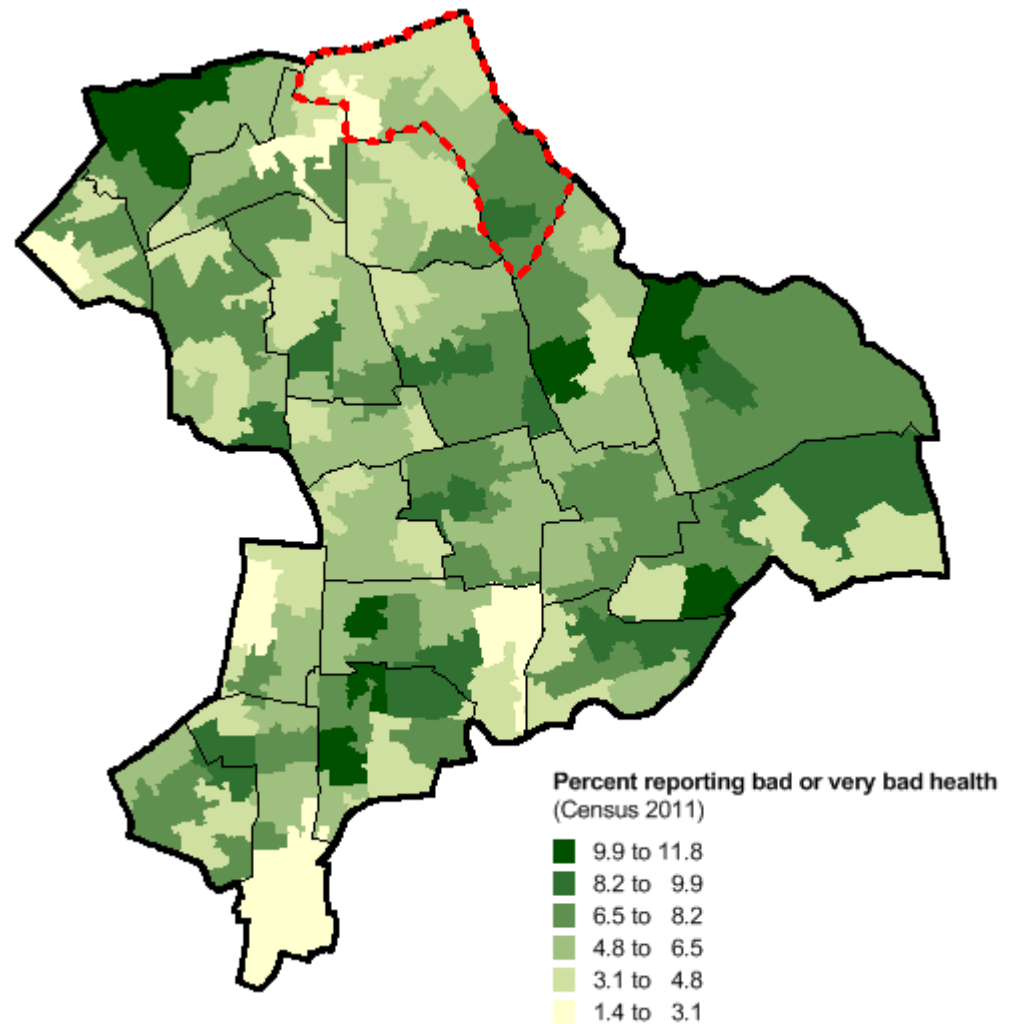 Percent reporting bad or very bad health
(Census 2011)
9.9 to 11.8
8.2 to 9.9
6.5 to 8.2
4.8 to 6.5
3.1 to 4.8
1.4 to 3.1